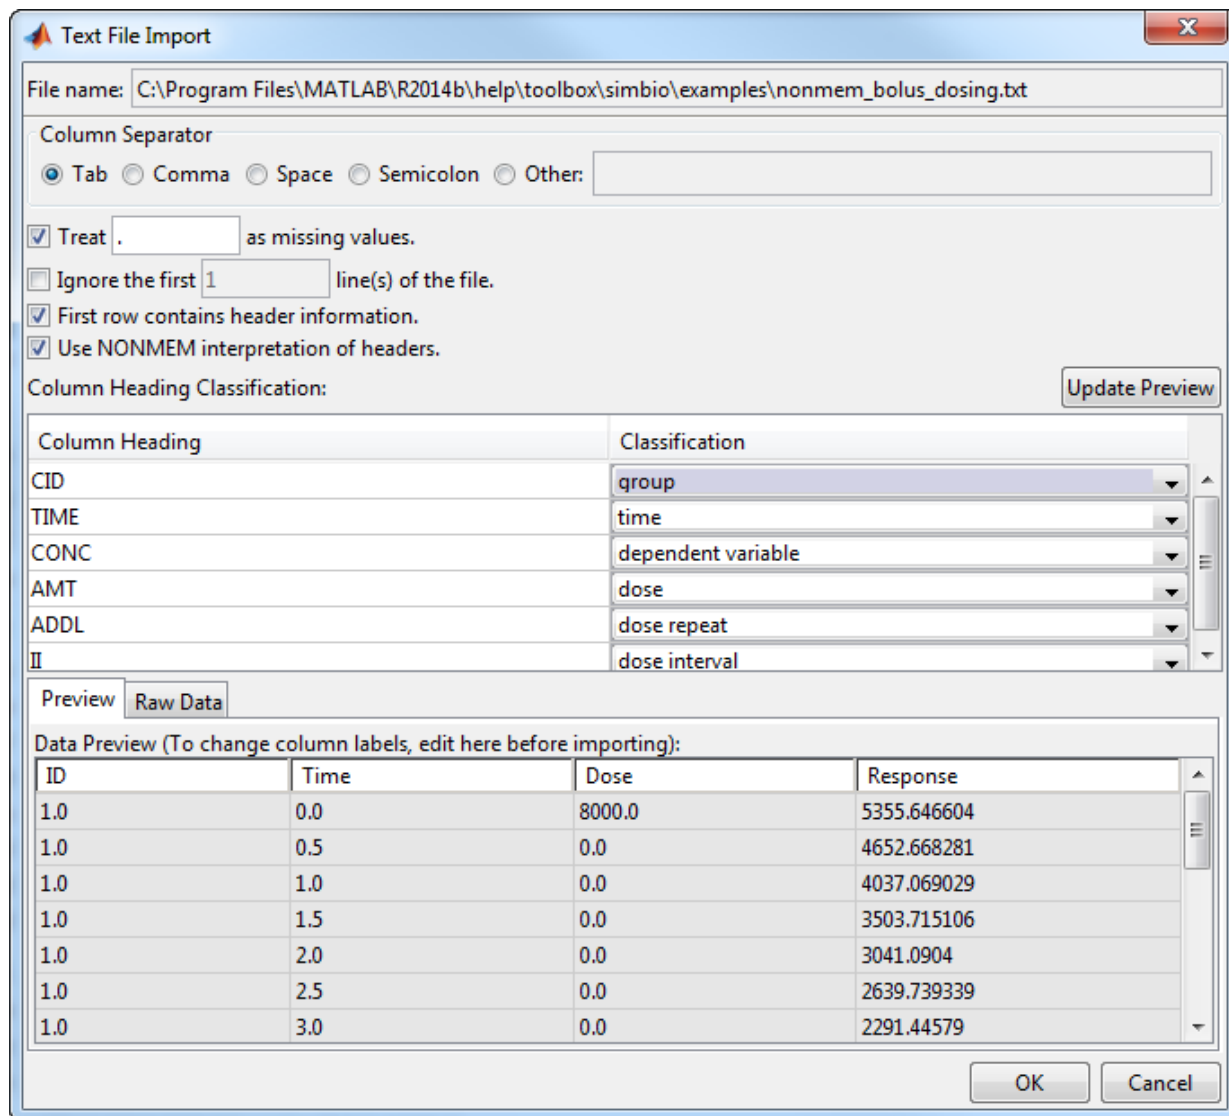 Text File Import
File name: C:\Program Files\MATLAB\R2014b\help\toolbox\simbio\examples\nonmem_bolus_dosing.txt
Column Separator
Tab Comma Space Semicolon Other:
Treat . as missing values.
Ignore the first 1 line(s) of the file.
First row contains header information.
Use NONMEM interpretation of headers.
Column Heading Classification: Update Preview
Column Heading Classification
CID group
TIME time
CONC dependent variable
AMT dose
ADDL dose repeat
II dose interval
Preview Raw Data
Data Preview (To change column labels, edit here before importing):
ID Time Dose Response
1.0 0.0 8000.0 5355.646604
1.0 0.5 0.0 4652.668281
1.0 1.0 0.0 4037.069029
1.0 1.5 0.0 3503.715106
1.0 2.0 0.0 3041.0904
1.0 2.5 0.0 2639.739339
1.0 3.0 0.0 2291.44579
OK Cancel